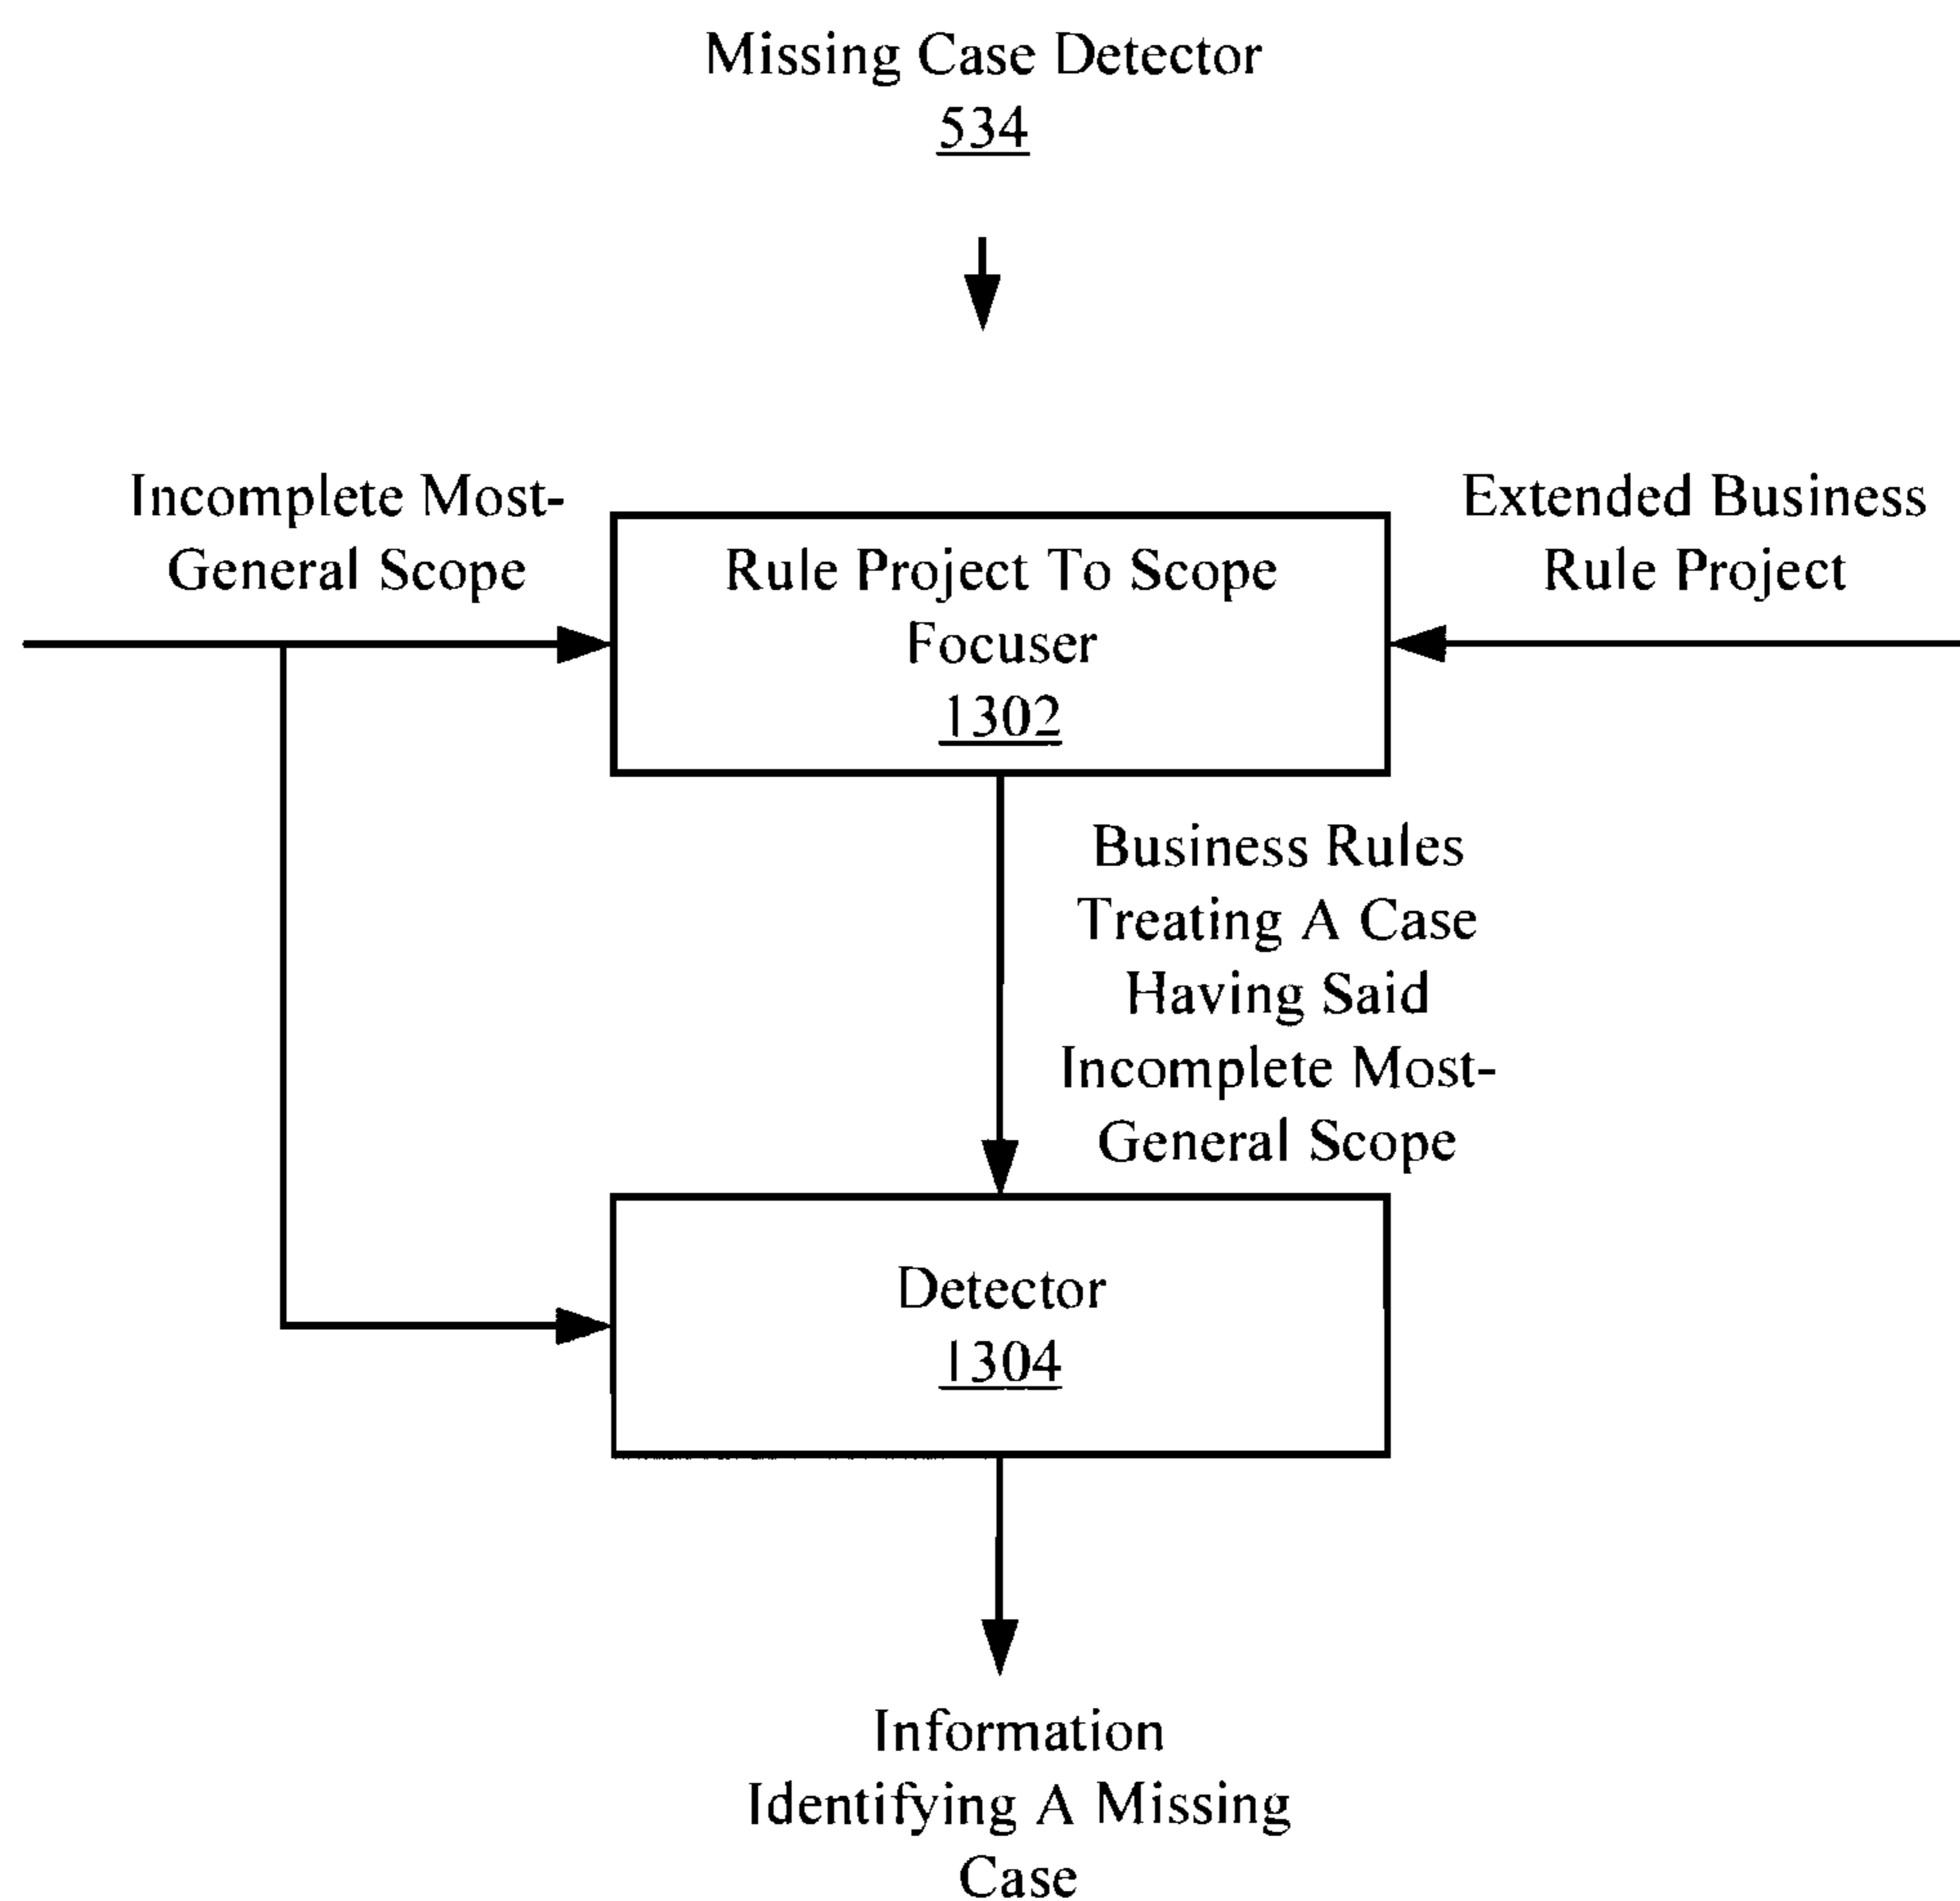 Missing Case Detector
534
Incomplete Most-
General Scope
Rule Project To Scope
Focuser
1302
Extended Business
Rule Project
Business Rules
Treating A Case
Having Said
Incomplete Most-
General Scope
Detector
1304
Information
Identifying A Missing
Case